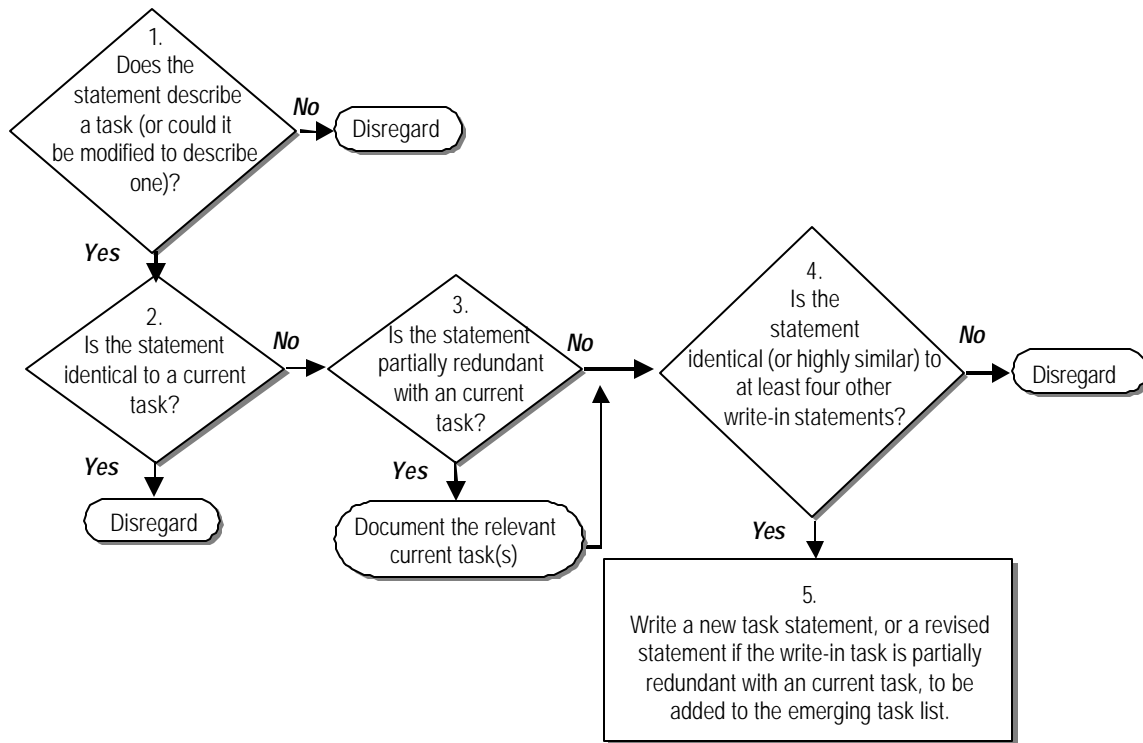 1.
Does the
statement describe
a task (or could it
be modified to describe
one)?
No
Disregard
Yes
2.
Is the statement
identical to a current
task?
No
Yes
Disregard
3.
Is the statement
partially redundant
with an current
task?
No
Yes
Document the relevant
current task(s)
4.
Is the
statement
identical (or highly similar) to
at least four other
write-in statements?
No
Disregard
Yes
5.
Write a new task statement, or a revised
statement if the write-in task is partially
redundant with an current task, to be
added to the emerging task list.